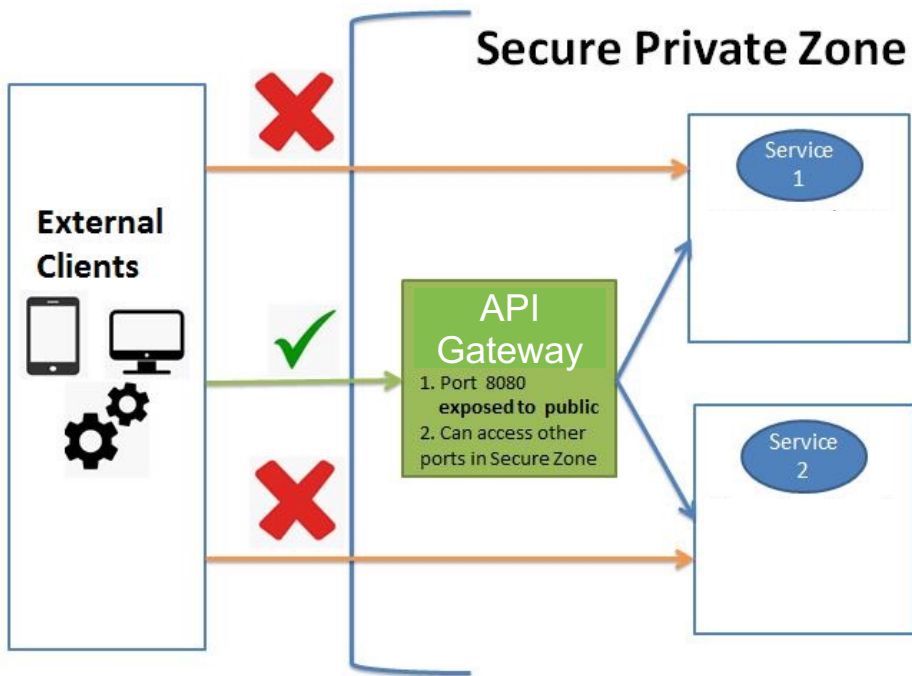 Secure Private Zone
External
Clients
Service
1
API
Gateway
1. Port 8080
exposed to public
2. Can access other
ports in Secure Zone
Service
2